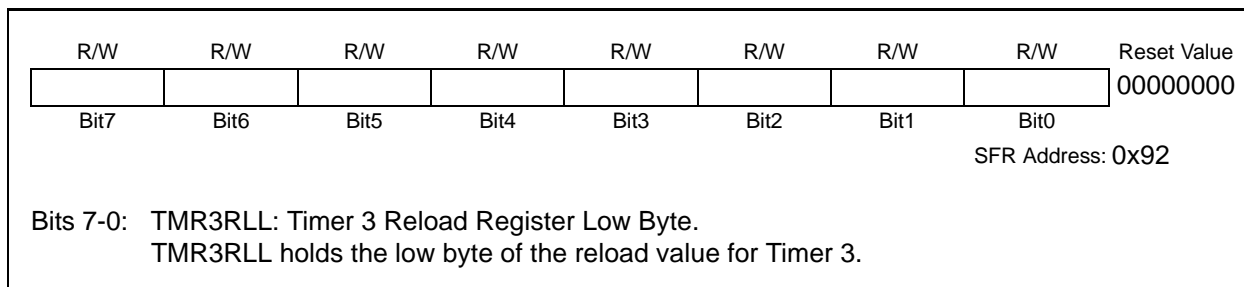 R/W R/W R/W R/W R/W R/W R/W R/W Reset Value
00000000
Bit7 Bit6 Bit5 Bit4 Bit3 Bit2 Bit1 Bit0
SFR Address: 0x92
Bits 7-0: TMR3RLL: Timer 3 Reload Register Low Byte.
TMR3RLL holds the low byte of the reload value for Timer 3.